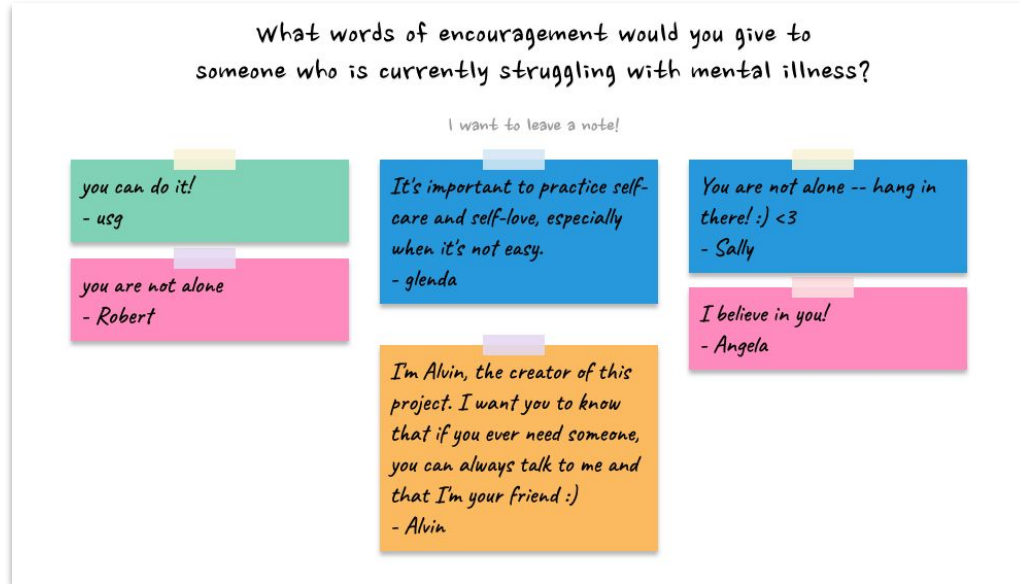 What words of encouragement would you give to
someone who is currently struggling with mental illness?
I want to leave a note!
you can do it!
- usg
you are not alone
- Robert
It's important to practice self-
care and self-love, especially
when it's not easy.
- glenda
I'm Alvin, the creator of this
project. I want you to know
that if you ever need someone,
you can always talk to me and
that I'm your friend :)
- Alvin
You are not alone -- hang in
there! :) <3
- Sally
I believe in you!
- Angela